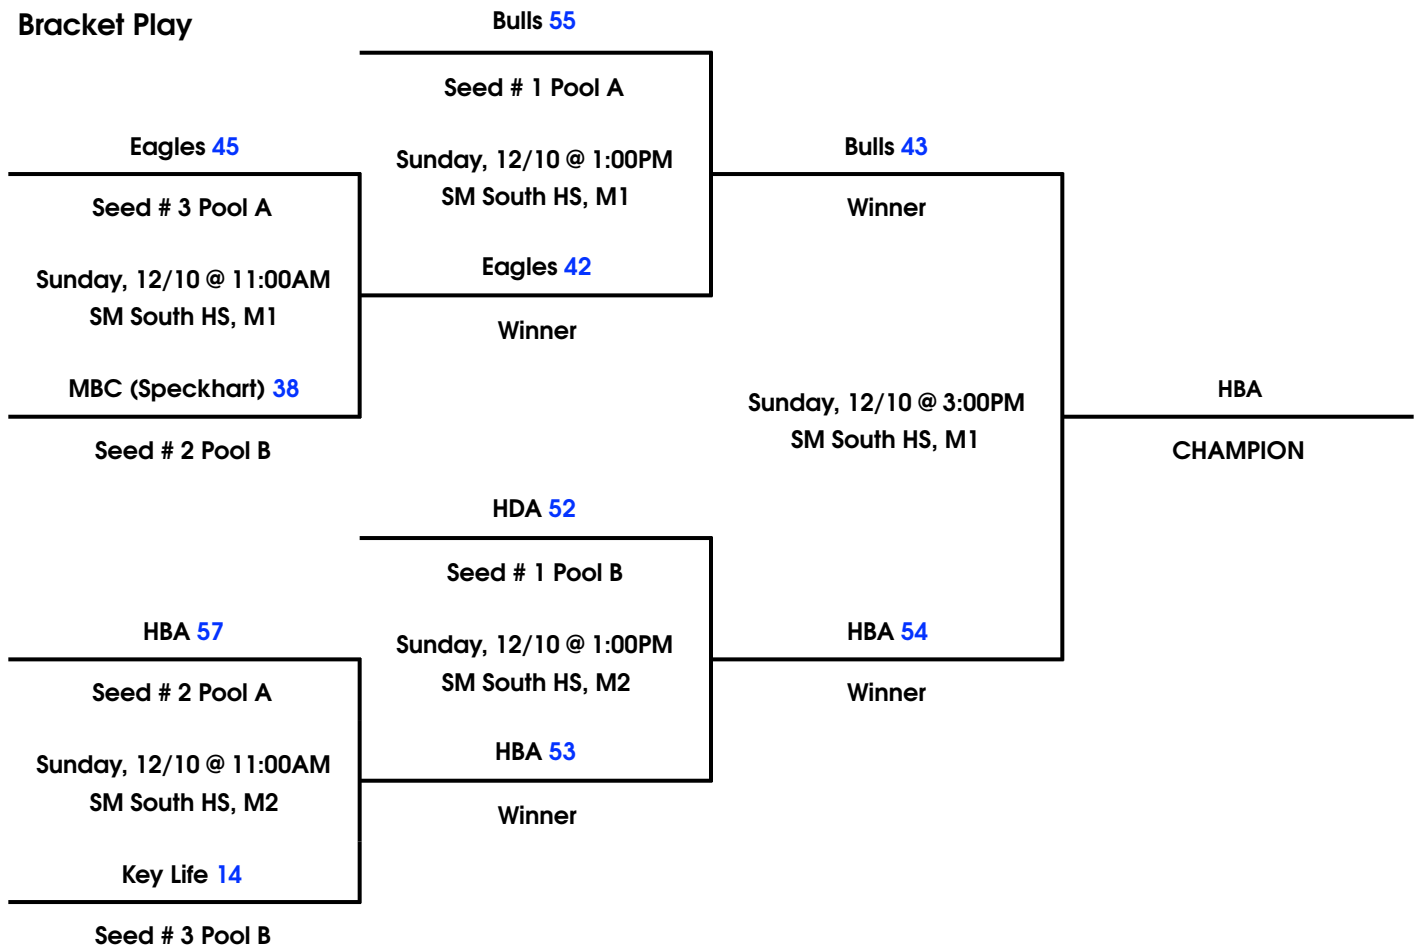 Bracket Play
Bulls 55
Seed # 1 Pool A
Eagles 45
Sunday, 12/10 @ 1:00PM
SM South HS, M1
Bulls 43
Seed # 3 Pool A
Winner
Sunday, 12/10 @ 11:00AM
SM South HS, M1
Eagles 42
Winner
MBC (Speckhart) 38
Seed # 2 Pool B
Sunday, 12/10 @ 3:00PM
SM South HS, M1
HBA
CHAMPION
HDA 52
Seed # 1 Pool B
HBA 57
Sunday, 12/10 @ 1:00PM
SM South HS, M2
HBA 54
Seed # 2 Pool A
Winner
Sunday, 12/10 @ 11:00AM
SM South HS, M2
HBA 53
Winner
Key Life 14
Seed # 3 Pool B